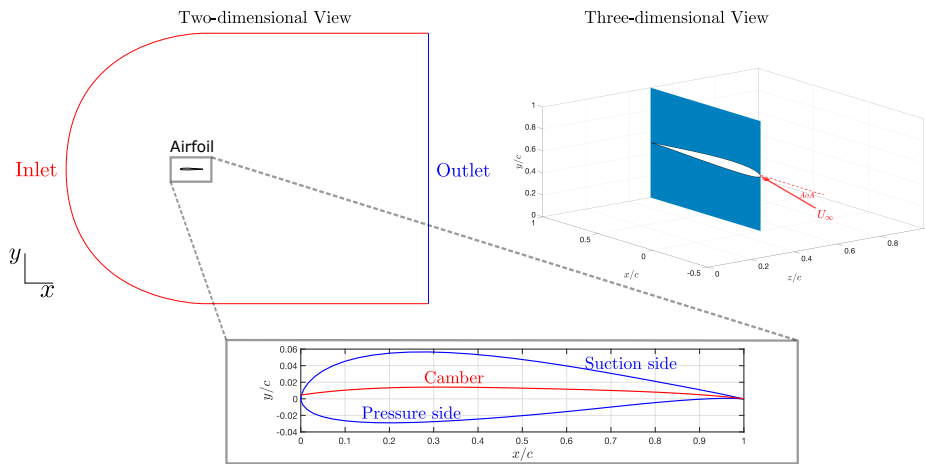 Two-dimensional View
Three-dimensional View
Airfoil
Inlet
Outlet
y
x
1
0.8
0.6
0.4
0.2
0
y/c
1
0.5
0
-0.5
x/c
0
0.2
0.4
0.6
0.8
z/c
AoA
U∞
0.06
0.04
0.02
0
-0.02
-0.04
y/c
Suction side
Camber
Pressure side
0 0.1 0.2 0.3 0.4 0.5 0.6 0.7 0.8 0.9 1
x/c